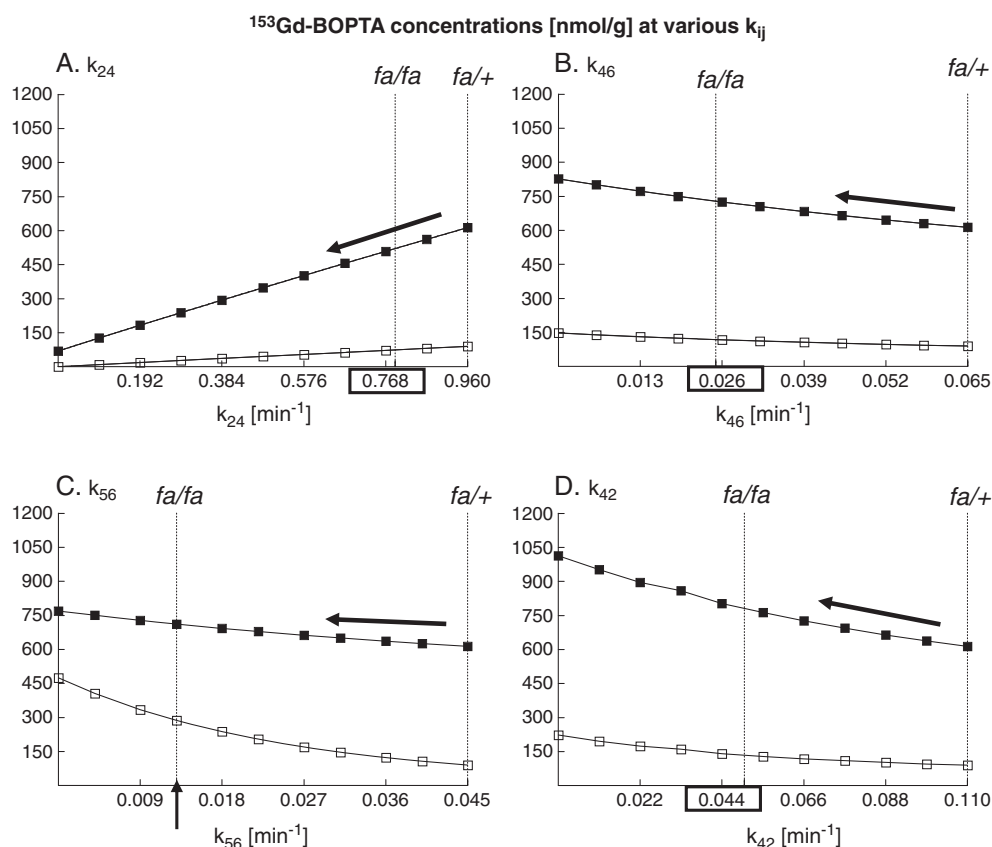 ¹⁵³Gd-BOPTA concentrations [nmol/g] at various kᵢⱼ
A. k₂₄
fa/fa
fa/+
1200
1050
900
750
600
450
300
150
0.192 0.384 0.576 0.768 0.960
k₂₄ [min⁻¹]
B. k₄₆
fa/fa
fa/+
1200
1050
900
750
600
450
300
150
0.013 0.026 0.039 0.052 0.065
k₄₆ [min⁻¹]
C. k₅₆
fa/fa
fa/+
1200
1050
900
750
600
450
300
150
0.009 0.018 0.027 0.036 0.045
k₅₆ [min⁻¹]
D. k₄₂
fa/fa
fa/+
1200
1050
900
750
600
450
300
150
0.022 0.044 0.066 0.088 0.110
k₄₂ [min⁻¹]